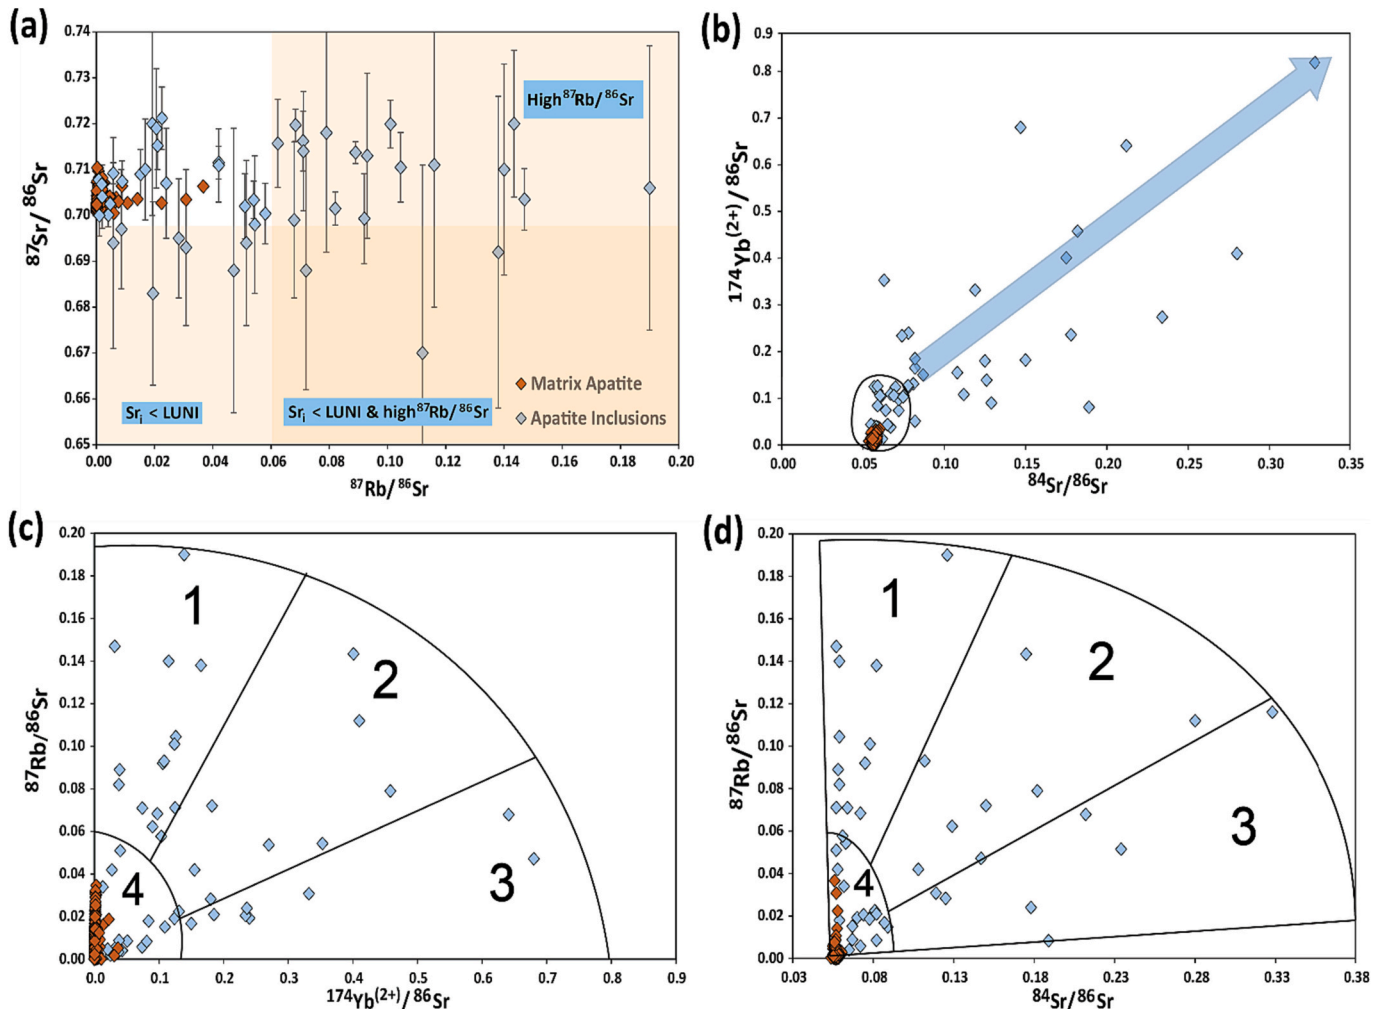 (a)
0.74
0.73
0.72
0.71
0.70
0.69
0.68
0.67
0.66
0.65
⁸⁷Sr/ ⁸⁶Sr
High⁸⁷Rb/⁸⁶Sr
Matrix Apatite
Apatite Inclusions
Srᵢ < LUNI
Srᵢ < LUNI & high⁸⁷Rb/⁸⁶Sr
0.00 0.02 0.04 0.06 0.08 0.10 0.12 0.14 0.16 0.18 0.20
⁸⁷Rb/ ⁸⁶Sr
(b)
0.9
0.8
0.7
0.6
0.5
0.4
0.3
0.2
0.1
0.0
¹⁷⁴Yb⁽²⁺⁾/ ⁸⁶Sr
0.00 0.05 0.10 0.15 0.20 0.25 0.30 0.35
⁸⁴Sr/⁸⁶Sr
(c)
0.20
0.18
0.16
0.14
0.12
0.10
0.08
0.06
0.04
0.02
0.00
⁸⁷Rb/⁸⁶Sr
1
2
3
4
0.0 0.1 0.2 0.3 0.4 0.5 0.6 0.7 0.8 0.9
¹⁷⁴Yb⁽²⁺⁾/ ⁸⁶Sr
(d)
0.20
0.18
0.16
0.14
0.12
0.10
0.08
0.06
0.04
0.02
0.00
⁸⁷Rb/⁸⁶Sr
1
2
3
4
0.03 0.08 0.13 0.18 0.23 0.28 0.33 0.38
⁸⁴Sr/⁸⁶Sr